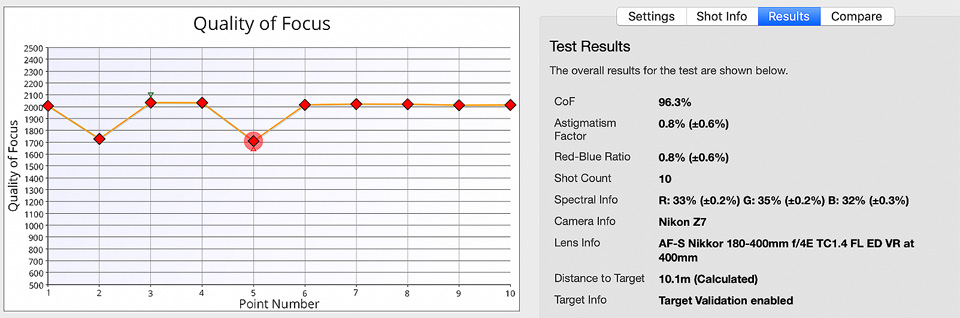 Quality of Focus
Quality of Focus
2500
2400
2300
2200
2100
2000
1900
1800
1700
1600
1500
1400
1300
1200
1100
1000
900
800
700
600
500
1 2 3 4 5 6 7 8 9 10
Point Number
Settings Shot Info Results Compare
Test Results
The overall results for the test are shown below.
CoF 96.3%
Astigmatism 0.8% (±0.6%)
Factor
Red-Blue Ratio 0.8% (±0.6%)
Shot Count 10
Spectral Info R: 33% (±0.2%) G: 35% (±0.2%) B: 32% (±0.3%)
Camera Info Nikon Z7
Lens Info AF-S Nikkor 180-400mm f/4E TC1.4 FL ED VR at
400mm
Distance to Target 10.1m (Calculated)
Target Info Target Validation enabled